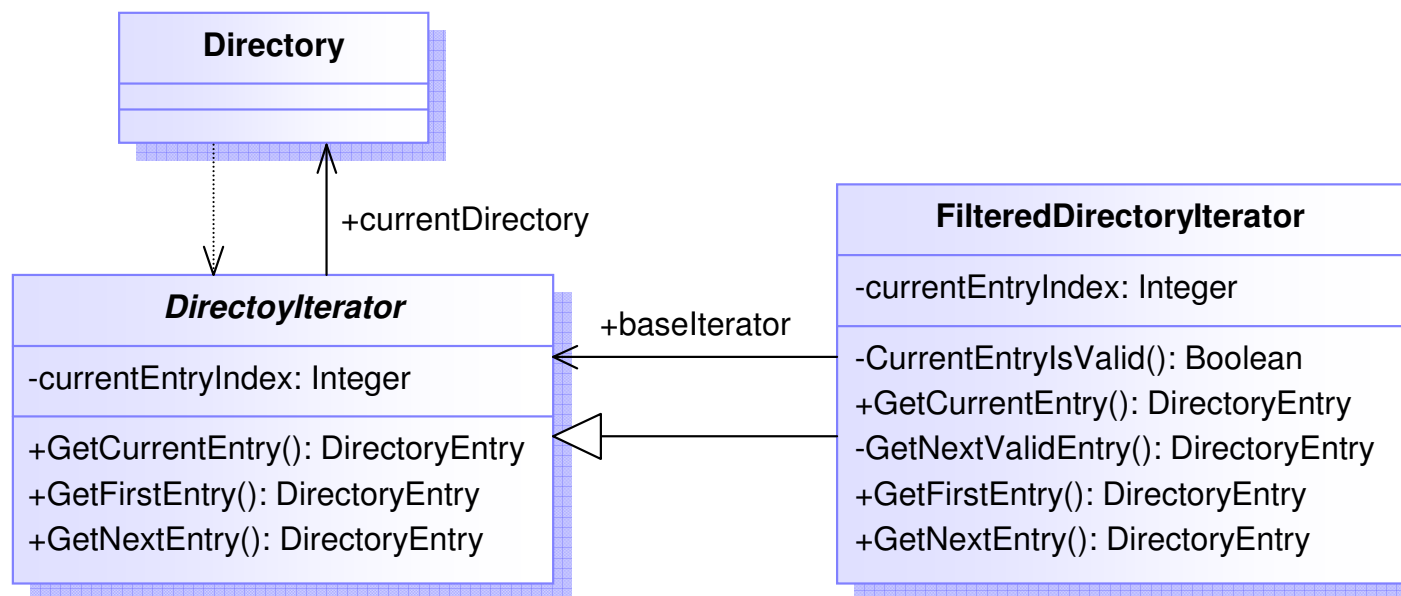 Directory
+currentDirectory
DirectoyIterator
-currentEntryIndex: Integer
+GetCurrentEntry(): DirectoryEntry
+GetFirstEntry(): DirectoryEntry
+GetNextEntry(): DirectoryEntry
+baseIterator
FilteredDirectoryIterator
-currentEntryIndex: Integer
-CurrentEntryIsValid(): Boolean
+GetCurrentEntry(): DirectoryEntry
-GetNextValidEntry(): DirectoryEntry
+GetFirstEntry(): DirectoryEntry
+GetNextEntry(): DirectoryEntry